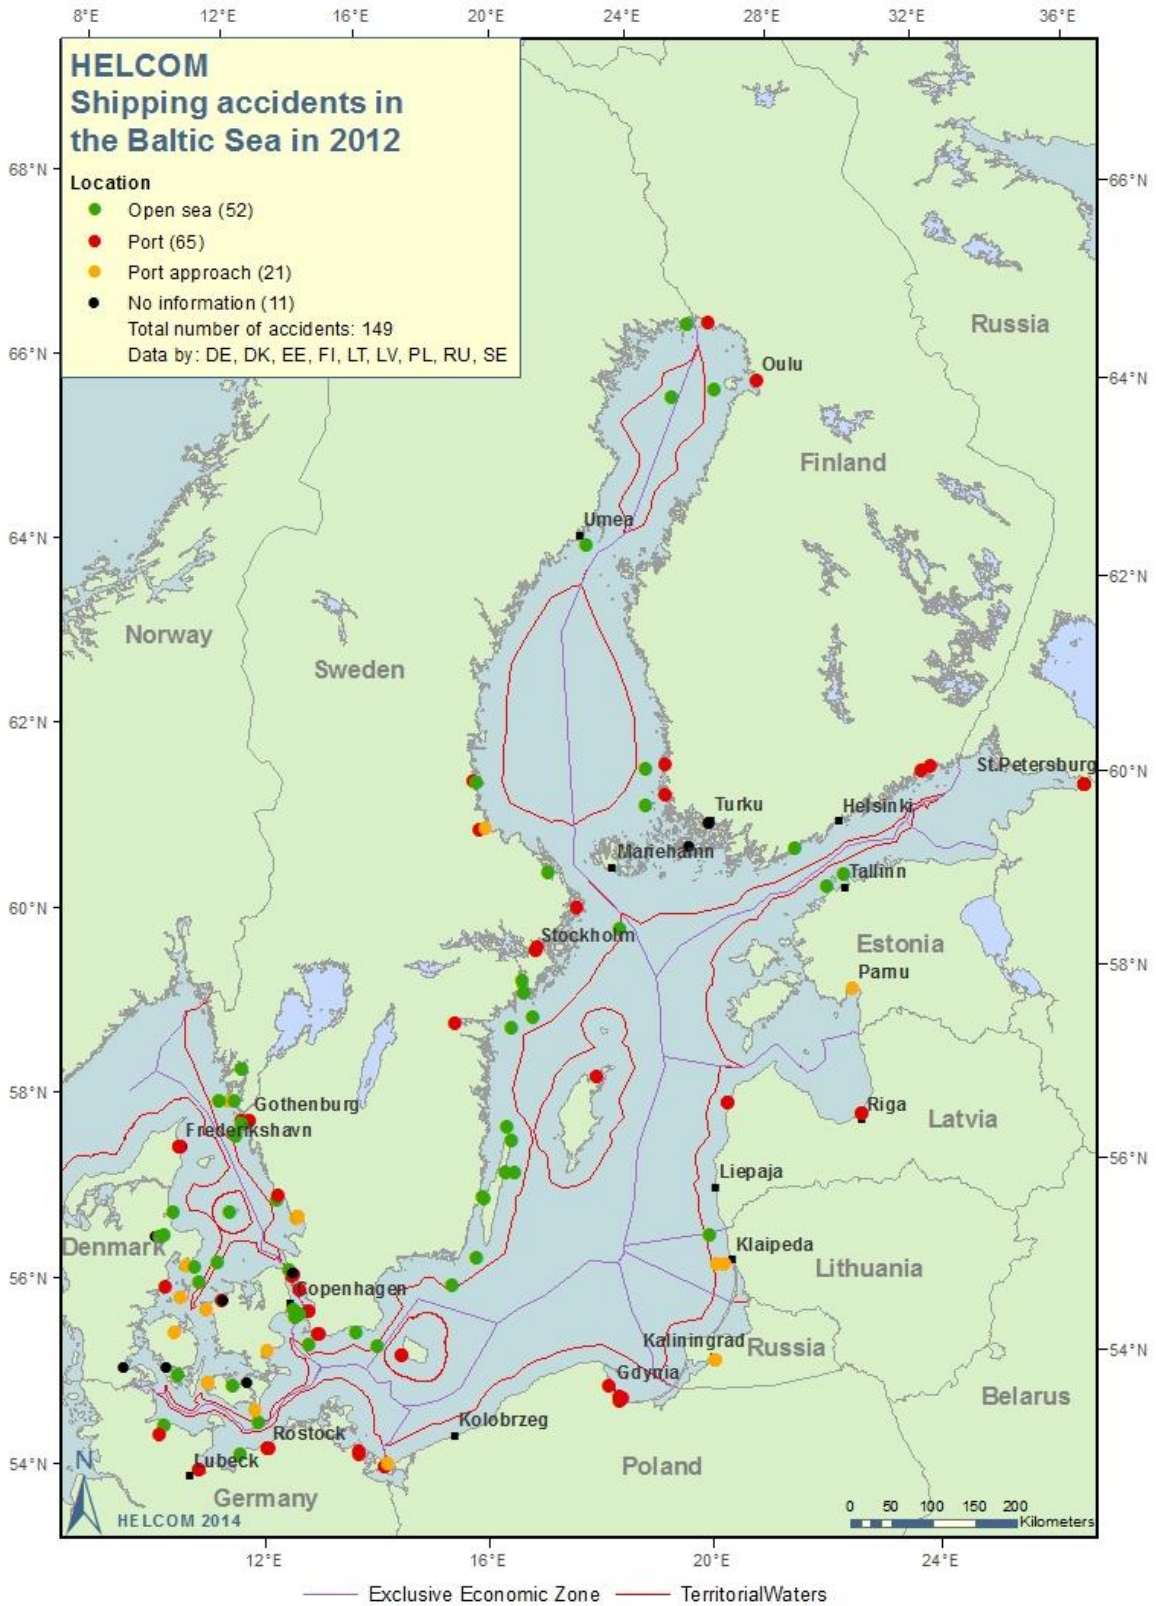 8°E 12°E 16°E 20°E 24°E 28°E 32°E 36°E
HELCOM
Shipping accidents in
the Baltic Sea in 2012
Location
Open sea (52)
Port (65)
Port approach (21)
No information (11)
Total number of accidents: 149
Data by: DE, DK, EE, FI, LT, LV, PL, RU, SE
68°N
66°N
Russia
66°N
Oulu
64°N
Finland
Umea
64°N
62°N
Norway
Sweden
62°N
St.Petersburg
60°N
Turku
Helsinki
Mariehamn
Tallinn
60°N
Stockholm
Estonia
58°N
Parnu
58°N
Gothenburg
Riga
Latvia
Frederikshavn
56°N
Liepaja
Denmark
Klaipeda
Lithuania
56°N
Copenhagen
Kaliningrad
Russia
54°N
Gdynia
Belarus
Kolobrzeg
Rostock
54°N
Lubeck
N
Poland
Germany
0 50 100 150 200
Kilometers
HELCOM 2014
12°E 16°E 20°E 24°E
Exclusive Economic Zone TerritorialWaters